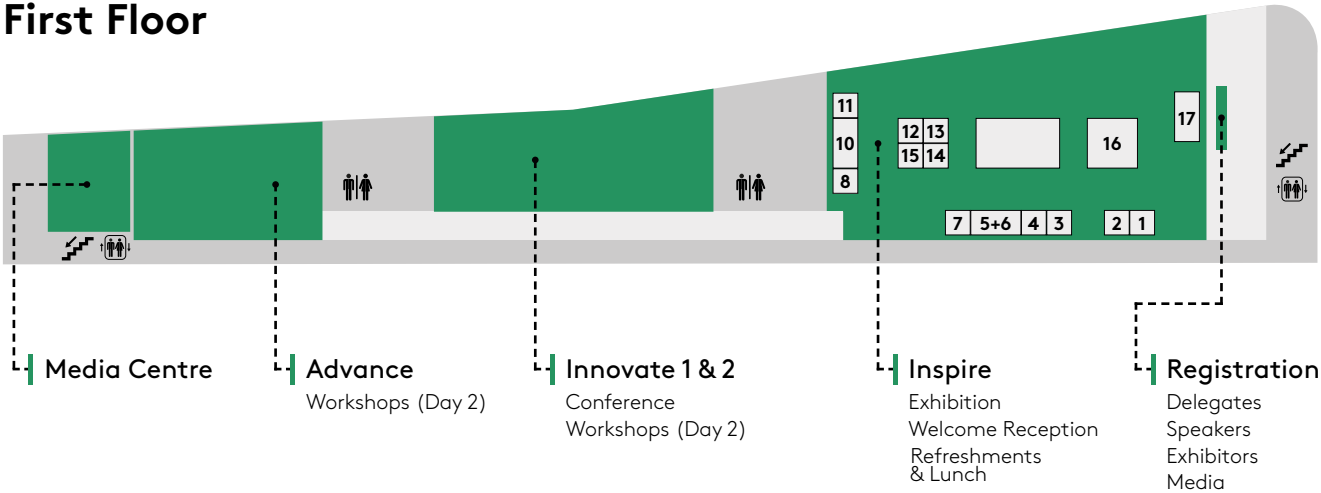 First Floor
11
10
8
12 13
15 14
16
17
7 5+6 4 3 2 1
Media Centre
Advance
Workshops (Day 2)
Innovate 1 & 2
Conference
Workshops (Day 2)
Inspire
Exhibition
Welcome Reception
Refreshments
& Lunch
Registration
Delegates
Speakers
Exhibitors
Media